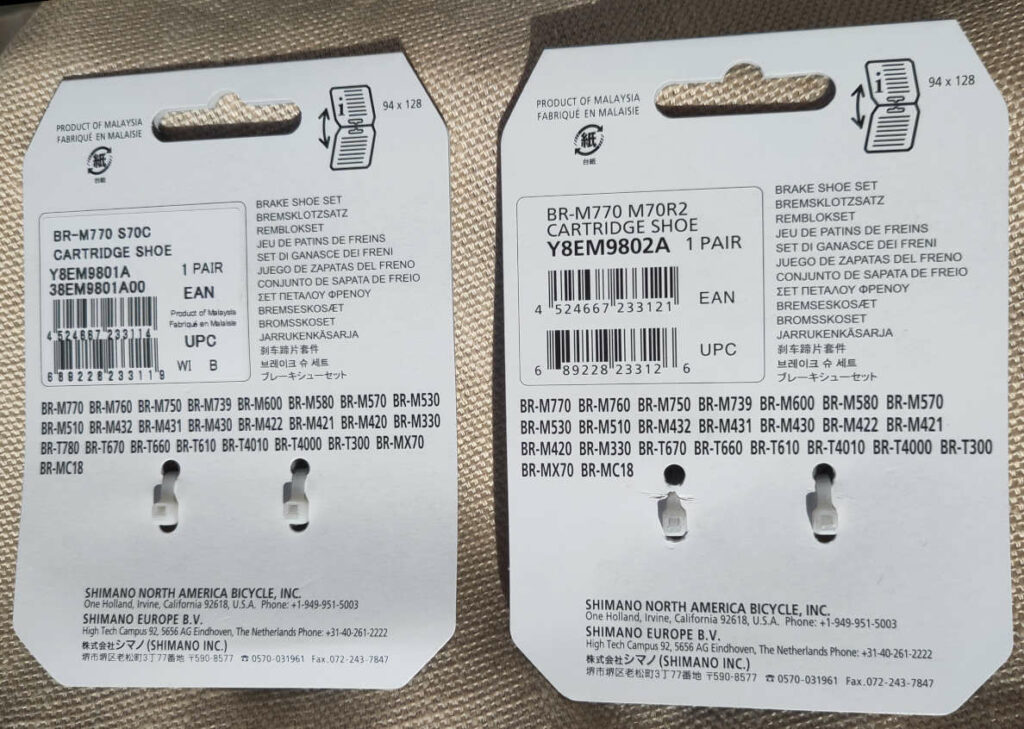 PRODUCT OF MALAYSIA
FABRIQUÉ EN MALAISIE
紙
台紙
i
94 x 128
BR-M770 S70C
CARTRIDGE SHOE
Y8EM9801A 1 PAIR
38EM9801A00
EAN
Product of Malaysia
Fabriqué en Malaisie
4 524667 233114
UPC
WI B
6 89228 23311 9
BRAKE SHOE SET
BREMSKLOTZSATZ
REMBLOKSET
JEU DE PATINS DE FREINS
SET DI GANASCE DEI FRENI
JUEGO DE ZAPATAS DEL FRENO
CONJUNTO DE SAPATA DE FREIO
ΣΕΤ ΠΕΤΑΛΟΥ ΦΡΕΝΟΥ
BREMSESKOSÆT
BROMSSKOSET
JARRUKENKÄSARJA
刹车蹄片套件
브레이크 슈 세트
ブレーキシューセット
BR-M770 BR-M760 BR-M750 BR-M739 BR-M600 BR-M580 BR-M570 BR-M530
BR-M510 BR-M432 BR-M431 BR-M430 BR-M422 BR-M421 BR-M420 BR-M330
BR-T780 BR-T670 BR-T660 BR-T610 BR-T4010 BR-T4000 BR-T300 BR-MX70
BR-MC18
SHIMANO NORTH AMERICA BICYCLE, INC.
One Holland, Irvine, California 92618, U.S.A. Phone: +1-949-951-5003
SHIMANO EUROPE B.V.
High Tech Campus 92, 5656 AG Eindhoven, The Netherlands Phone: +31-40-261-2222
株式会社シマノ (SHIMANO INC.)
堺市堺区老松町3丁77番地 〒590-8577 ☎0570-031961 Fax.072-243-7847
PRODUCT OF MALAYSIA
FABRIQUÉ EN MALAISIE
紙
台紙
i
94 x 128
BR-M770 M70R2
CARTRIDGE SHOE
Y8EM9802A 1 PAIR
EAN
4 524667 233121
UPC
6 89228 23312 6
BRAKE SHOE SET
BREMSKLOTZSATZ
REMBLOKSET
JEU DE PATINS DE FREINS
SET DI GANASCE DEI FRENI
JUEGO DE ZAPATAS DEL FRENO
CONJUNTO DE SAPATA DE FREIO
ΣΕΤ ΠΕΤΑΛΟΥ ΦΡΕΝΟΥ
BREMSESKOSÆT
BROMSSKOSET
JARRUKENKÄSARJA
刹车蹄片套件
브레이크 슈 세트
ブレーキシューセット
BR-M770 BR-M760 BR-M750 BR-M739 BR-M600 BR-M580 BR-M570
BR-M530 BR-M510 BR-M432 BR-M431 BR-M430 BR-M422 BR-M421
BR-M420 BR-M330 BR-T670 BR-T660 BR-T610 BR-T4010 BR-T4000 BR-T300
BR-MX70 BR-MC18
SHIMANO NORTH AMERICA BICYCLE, INC.
One Holland, Irvine, California 92618, U.S.A. Phone: +1-949-951-5003
SHIMANO EUROPE B.V.
High Tech Campus 92, 5656 AG Eindhoven, The Netherlands Phone: +31-40-261-2222
株式会社シマノ (SHIMANO INC.)
堺市堺区老松町3丁77番地 〒590-8577 ☎0570-031961 Fax.072-243-7847